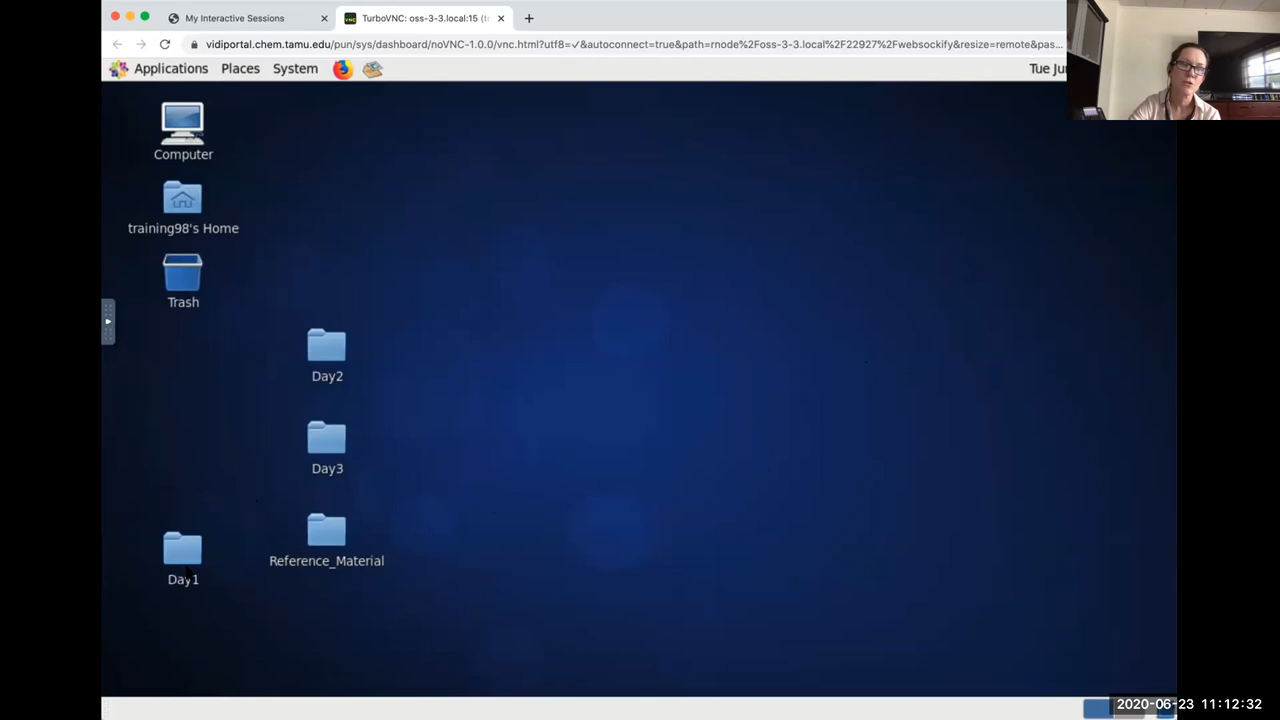 My Interactive Sessions
TurboVNC: oss-3-3.local:15 (t
vidiportal.chem.tamu.edu/pun/sys/dashboard/noVNC-1.0.0/vnc.html?utf8=✓&autoconnect=true&path=rnode%2Foss-3-3.local%2F22927%2Fwebsockify&resize=remote&pas...
Applications Places System Tue Ju
Computer
training98's Home
Trash
Day2
Day3
Reference_Material
Day1
2020-06-23 11:12:32